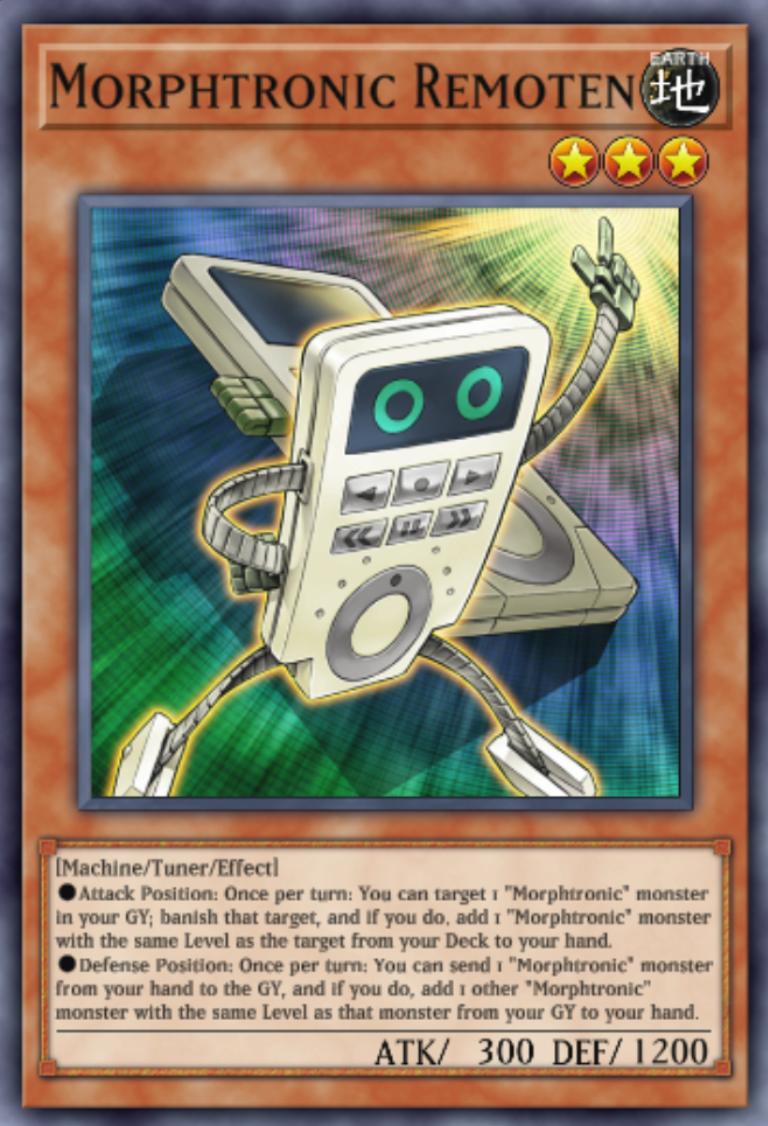 Morphtronic Remoten
EARTH
地
[Machine/Tuner/Effect]
●Attack Position: Once per turn: You can target 1 "Morphtronic" monster
in your GY; banish that target, and if you do, add 1 "Morphtronic" monster
with the same Level as the target from your Deck to your hand.
●Defense Position: Once per turn: You can send 1 "Morphtronic" monster
from your hand to the GY, and if you do, add 1 other "Morphtronic"
monster with the same Level as that monster from your GY to your hand.
ATK/ 300 DEF/ 1200